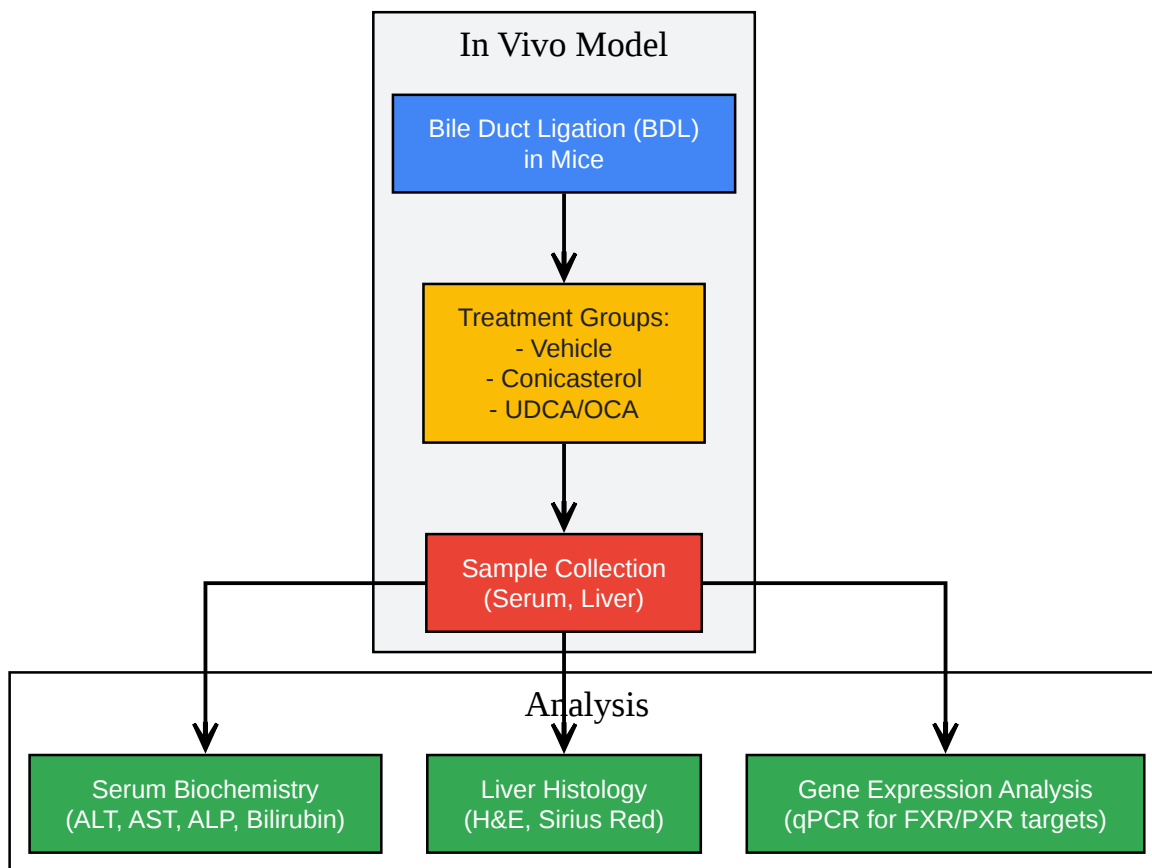 In Vivo Model
Bile Duct Ligation (BDL)
in Mice
Treatment Groups:
- Vehicle
- Conicasterol
- UDCA/OCA
Sample Collection
(Serum, Liver)
Analysis
Serum Biochemistry
(ALT, AST, ALP, Bilirubin)
Liver Histology
(H&E, Sirius Red)
Gene Expression Analysis
(qPCR for FXR/PXR targets)